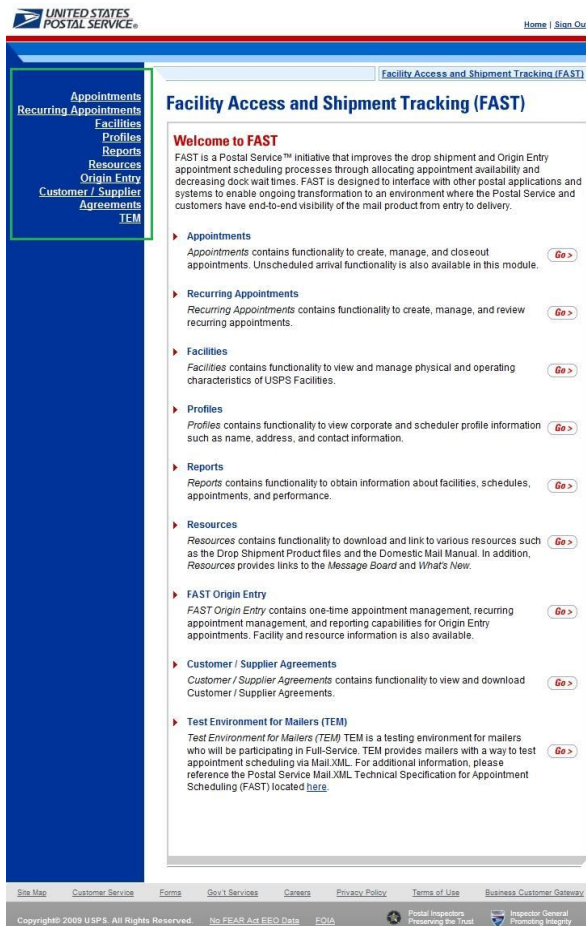 UNITED STATES
POSTAL SERVICE®
Home | Sign Ou
Facility Access and Shipment Tracking (FAST)
Appointments
Recurring Appointments
Facilities
Profiles
Reports
Resources
Origin Entry
Customer / Supplier
Agreements
TEM
Facility Access and Shipment Tracking (FAST)
Welcome to FAST
FAST is a Postal Service™ initiative that improves the drop shipment and Origin Entry
appointment scheduling processes through allocating appointment availability and
decreasing dock wait times. FAST is designed to interface with other postal applications and
systems to enable ongoing transformation to an environment where the Postal Service and
customers have end-to-end visibility of the mail product from entry to delivery.
Appointments
Appointments contains functionality to create, manage, and closeout
appointments. Unscheduled arrival functionality is also available in this module.
Go >
Recurring Appointments
Recurring Appointments contains functionality to create, manage, and review
recurring appointments.
Go >
Facilities
Facilities contains functionality to view and manage physical and operating
characteristics of USPS Facilities.
Go >
Profiles
Profiles contains functionality to view corporate and scheduler profile information
such as name, address, and contact information.
Go >
Reports
Reports contains functionality to obtain information about facilities, schedules,
appointments, and performance.
Go >
Resources
Resources contains functionality to download and link to various resources such
as the Drop Shipment Product files and the Domestic Mail Manual. In addition,
Resources provides links to the Message Board and What's New.
Go >
FAST Origin Entry
FAST Origin Entry contains one-time appointment management, recurring
appointment management, and reporting capabilities for Origin Entry
appointments. Facility and resource information is also available.
Go >
Customer / Supplier Agreements
Customer / Supplier Agreements contains functionality to view and download
Customer / Supplier Agreements.
Go >
Test Environment for Mailers (TEM)
Test Environment for Mailers (TEM) TEM is a testing environment for mailers
who will be participating in Full-Service. TEM provides mailers with a way to test
appointment scheduling via Mail.XML. For additional information, please
reference the Postal Service Mail.XML Technical Specification for Appointment
Scheduling (FAST) located here.
Go >
Site Map Customer Service Forms Gov't Services Careers Privacy Policy Terms of Use Business Customer Gateway
Copyright© 2009 USPS. All Rights Reserved. No FEAR Act EEO Data FOIA
Postal Inspectors
Preserving the Trust
Inspector General
Promoting Integrity